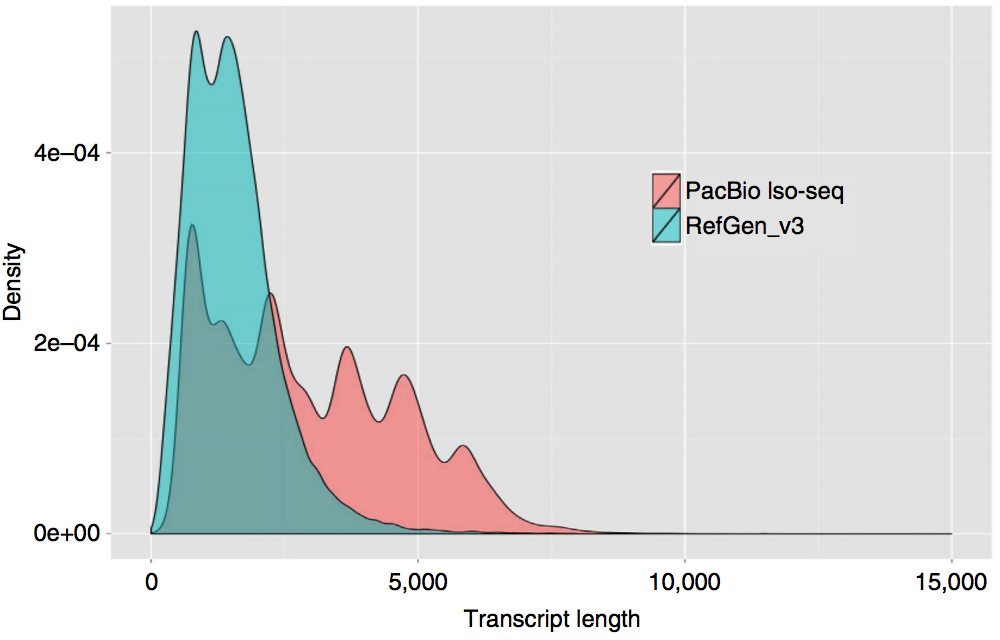 4e–04
2e–04
0e+00
Density
PacBio Iso-seq
RefGen_v3
0
5,000
10,000
15,000
Transcript length